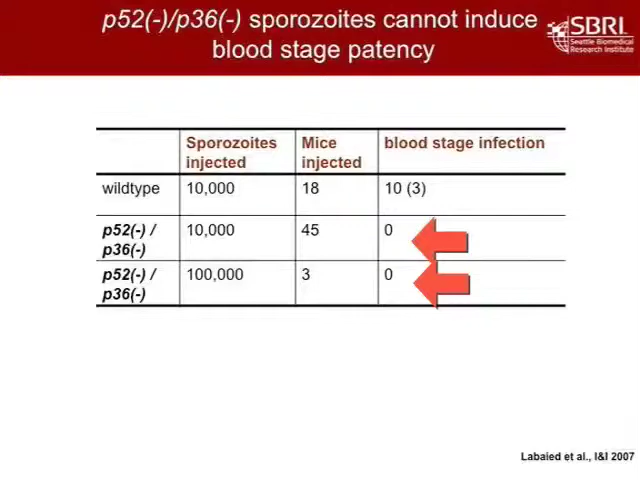 p52(-)/p36(-) sporozoites cannot induce
blood stage patency
SBRI
Seattle Biomedical
Research Institute
Sporozoites injected	Mice injected	blood stage infection
wildtype	10,000	18	10 (3)
p52(-) / p36(-)	10,000	45	0
p52(-) / p36(-)	100,000	3	0
Labaied et al., I&I 2007